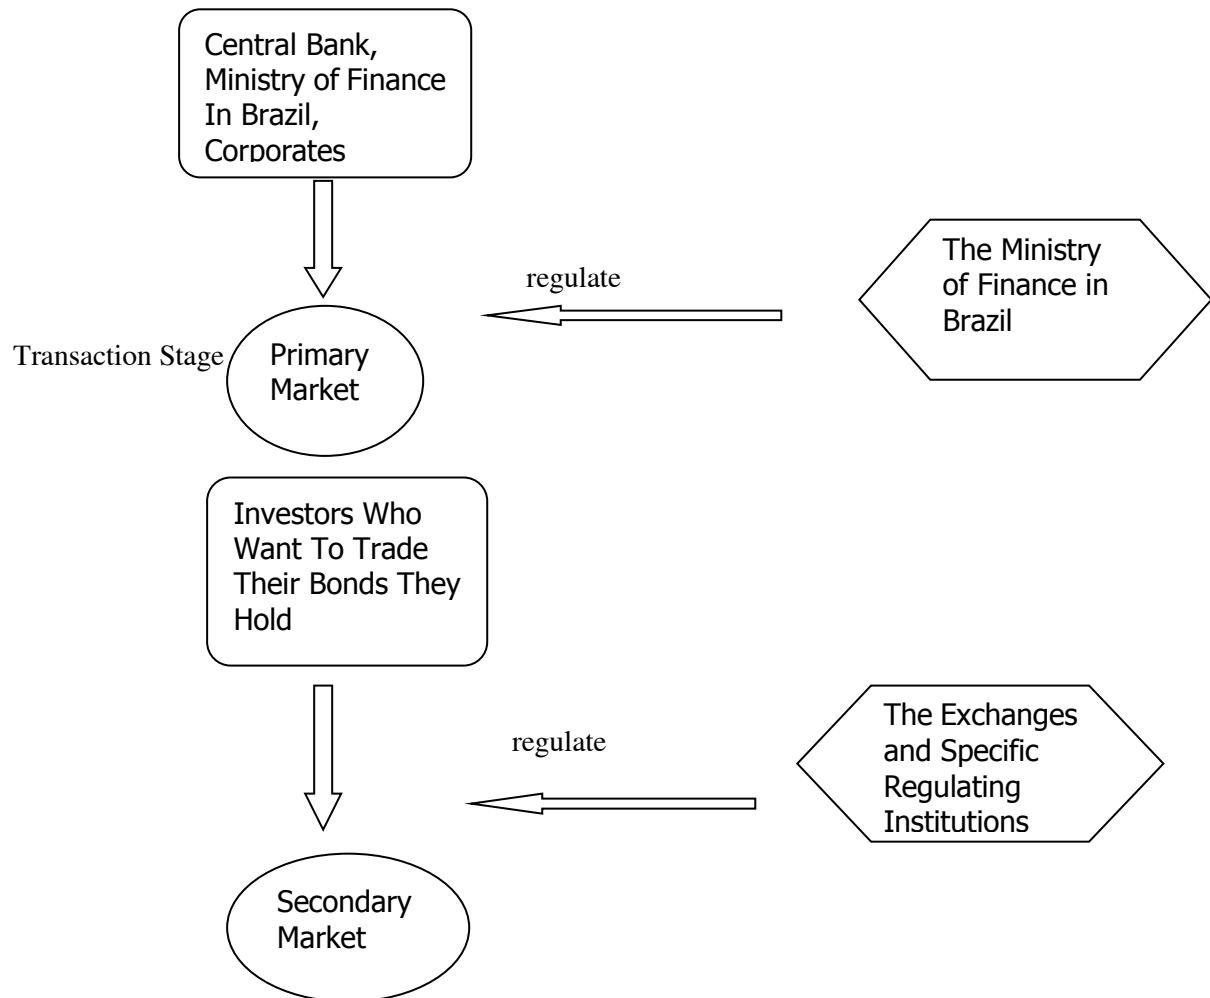 Central Bank,
Ministry of Finance
In Brazil,
Corporates
regulate
The Ministry
of Finance in
Brazil
Transaction Stage
Primary
Market
Investors Who
Want To Trade
Their Bonds They
Hold
regulate
The Exchanges
and Specific
Regulating
Institutions
Secondary
Market